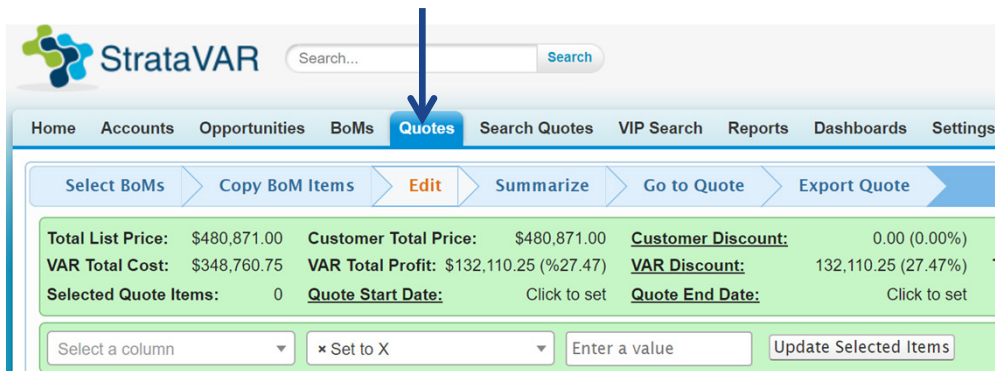 StrataVAR Search... Search
Home Accounts Opportunities BoMs Quotes Search Quotes VIP Search Reports Dashboards Settings
Select BoMs Copy BoM Items Edit Summarize Go to Quote Export Quote
Total List Price: $480,871.00 Customer Total Price: $480,871.00 Customer Discount: 0.00 (0.00%)
VAR Total Cost: $348,760.75 VAR Total Profit: $132,110.25 (%27.47) VAR Discount: 132,110.25 (27.47%)
Selected Quote Items: 0 Quote Start Date: Click to set Quote End Date: Click to set
Select a column × Set to X Enter a value Update Selected Items